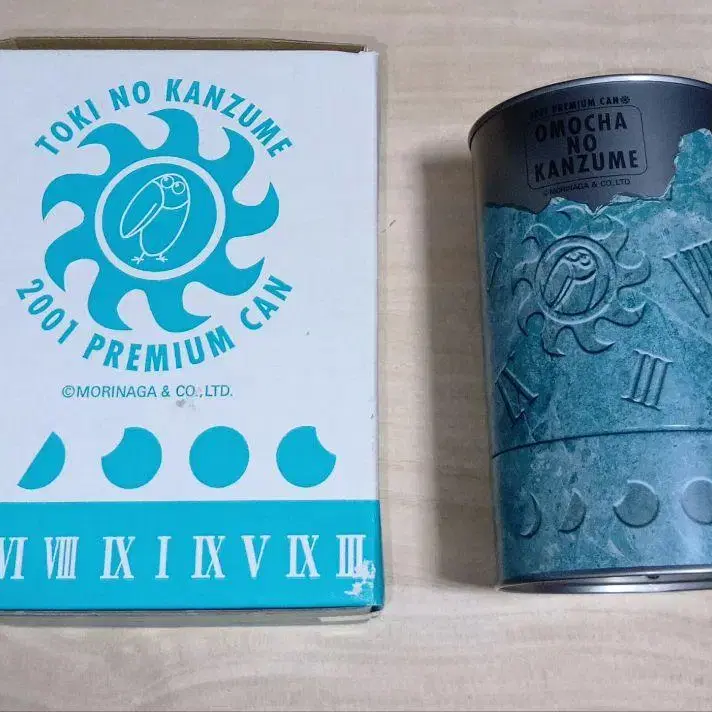 TOKI NO KANZUME
2001 PREMIUM CAN
©MORINAGA & CO.,LTD.
VI VIII IX I IX V IX III
2001 PREMIUM CAN
OMOCHA
NO
KANZUME
©MORINAGA & CO.,LTD.
IX
III